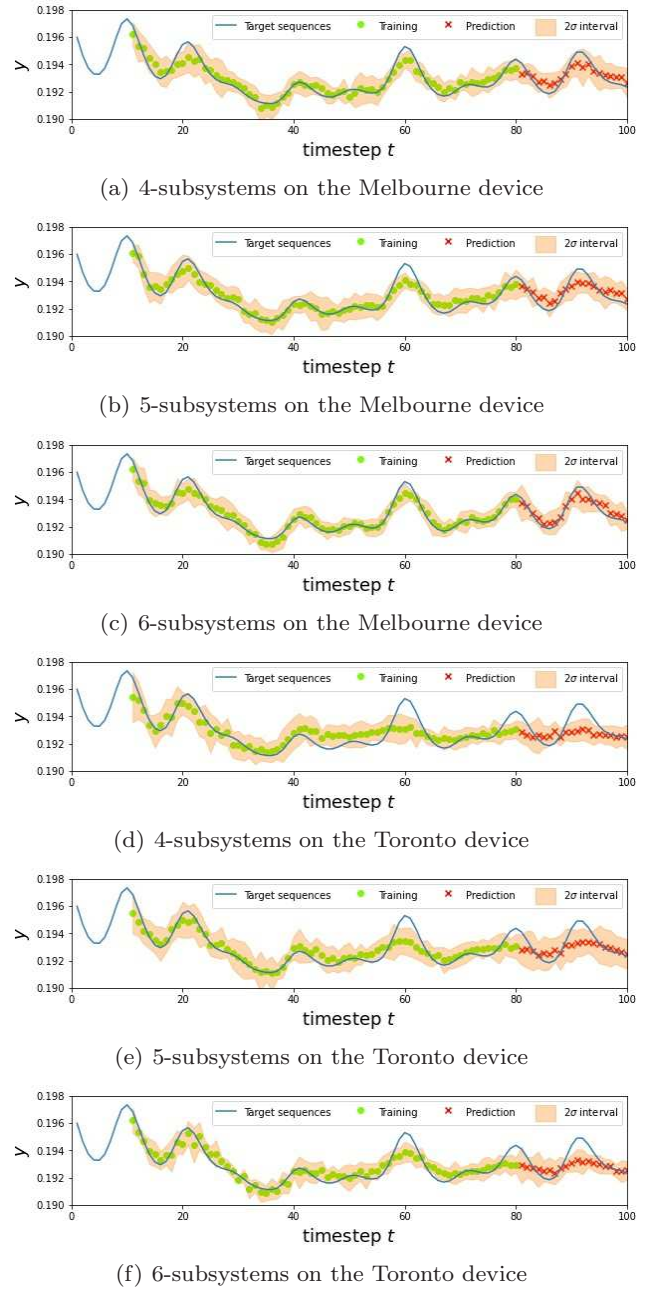 0.198
0.196
0.194
0.192
0.190
y
Target sequences Training Prediction 2σ interval
0 20 40 60 80 100
timestep t
(a) 4-subsystems on the Melbourne device
0.198
0.196
0.194
0.192
0.190
y
Target sequences Training Prediction 2σ interval
0 20 40 60 80 100
timestep t
(b) 5-subsystems on the Melbourne device
0.198
0.196
0.194
0.192
0.190
y
Target sequences Training Prediction 2σ interval
0 20 40 60 80 100
timestep t
(c) 6-subsystems on the Melbourne device
0.198
0.196
0.194
0.192
0.190
y
Target sequences Training Prediction 2σ interval
0 20 40 60 80 100
timestep t
(d) 4-subsystems on the Toronto device
0.198
0.196
0.194
0.192
0.190
y
Target sequences Training Prediction 2σ interval
0 20 40 60 80 100
timestep t
(e) 5-subsystems on the Toronto device
0.198
0.196
0.194
0.192
0.190
y
Target sequences Training Prediction 2σ interval
0 20 40 60 80 100
timestep t
(f) 6-subsystems on the Toronto device